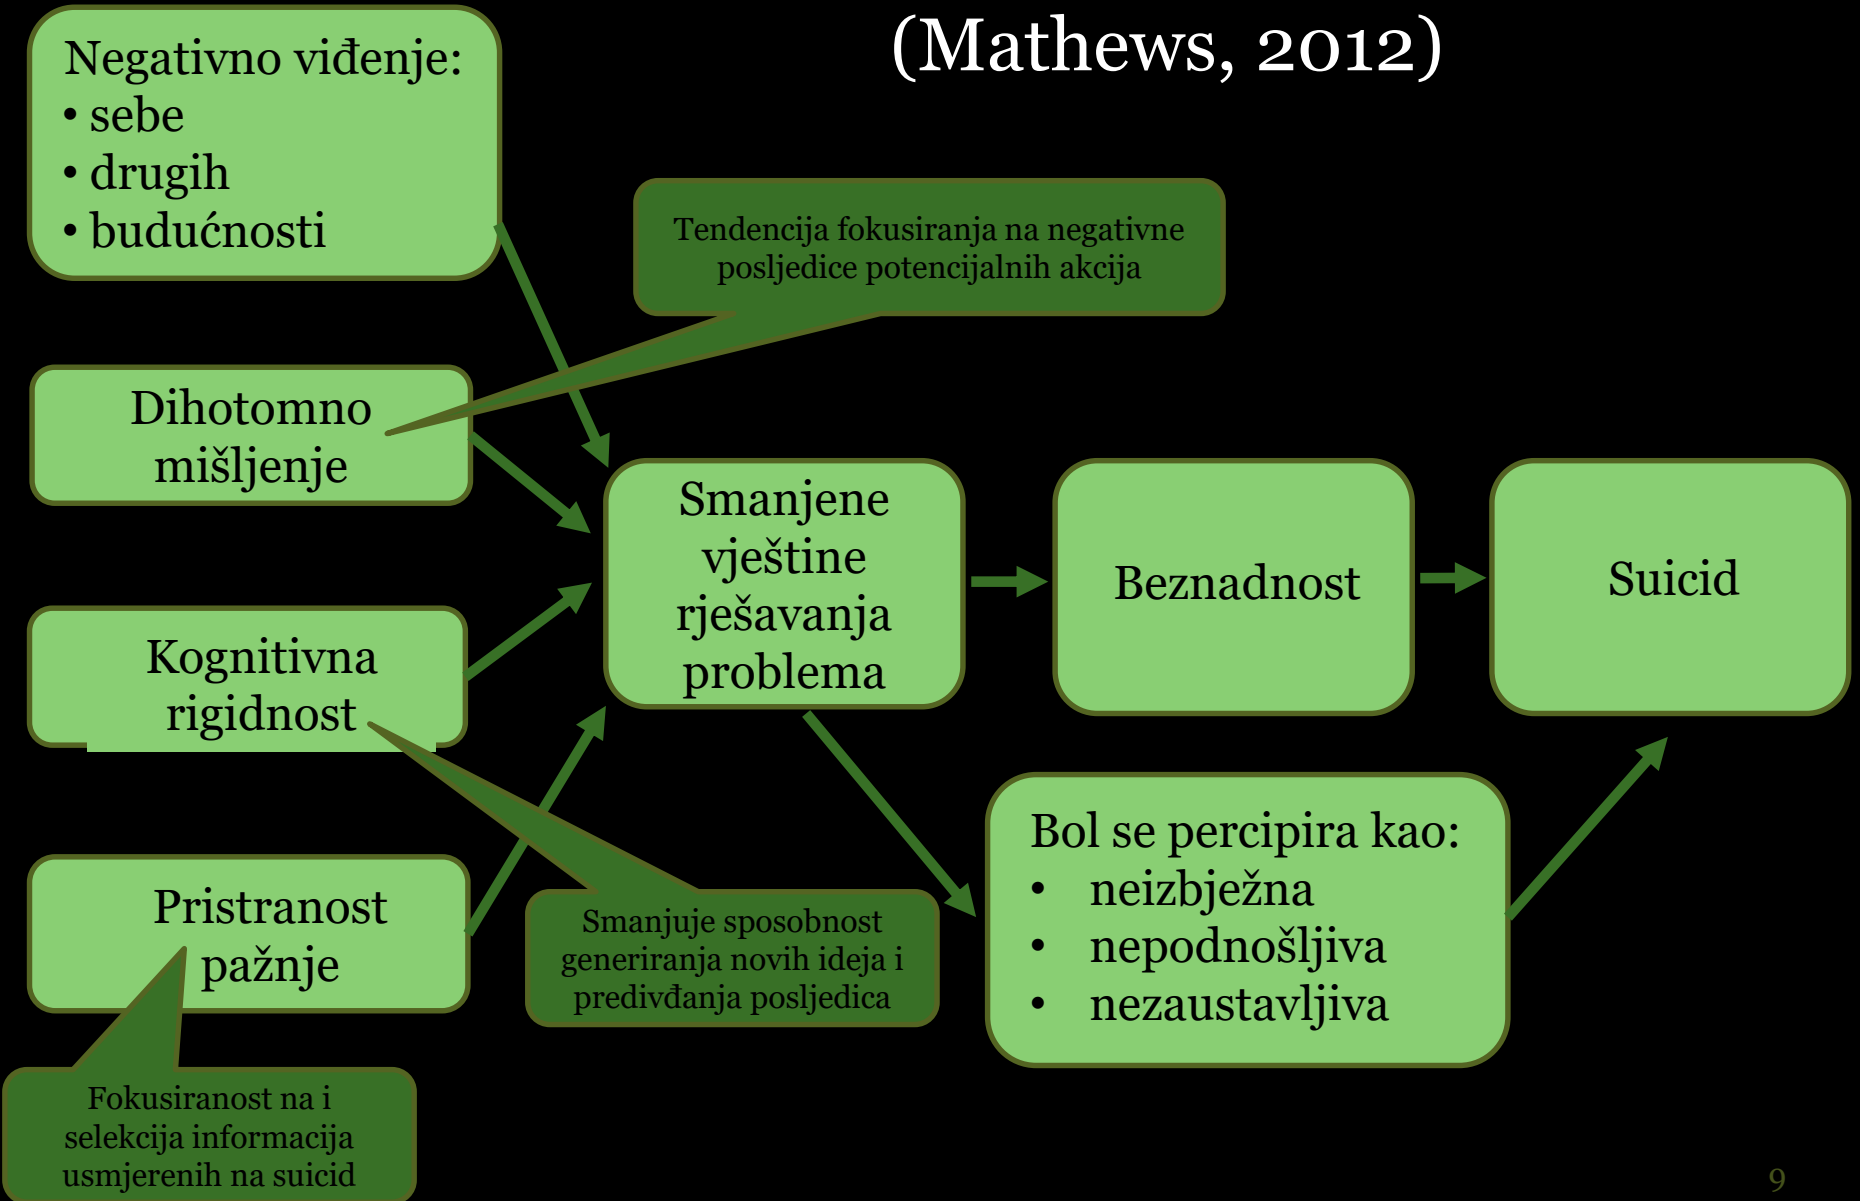 (Mathews, 2012)
Negativno viđenje:
• sebe
• drugih
• budućnosti
Tendencija fokusiranja na negativne
posljedice potencijalnih akcija
Dihotomno
mišljenje
Smanjene
vještine
rješavanja
problema
Beznadnost
Suicid
Kognitivna
rigidnost
Bol se percipira kao:
• neizbježna
• nepodnošljiva
• nezaustavljiva
Pristranost
pažnje
Smanjuje sposobnost
generiranja novih ideja i
predivđanja posljedica
Fokusiranost na i
selekcija informacija
usmjerenih na suicid
9